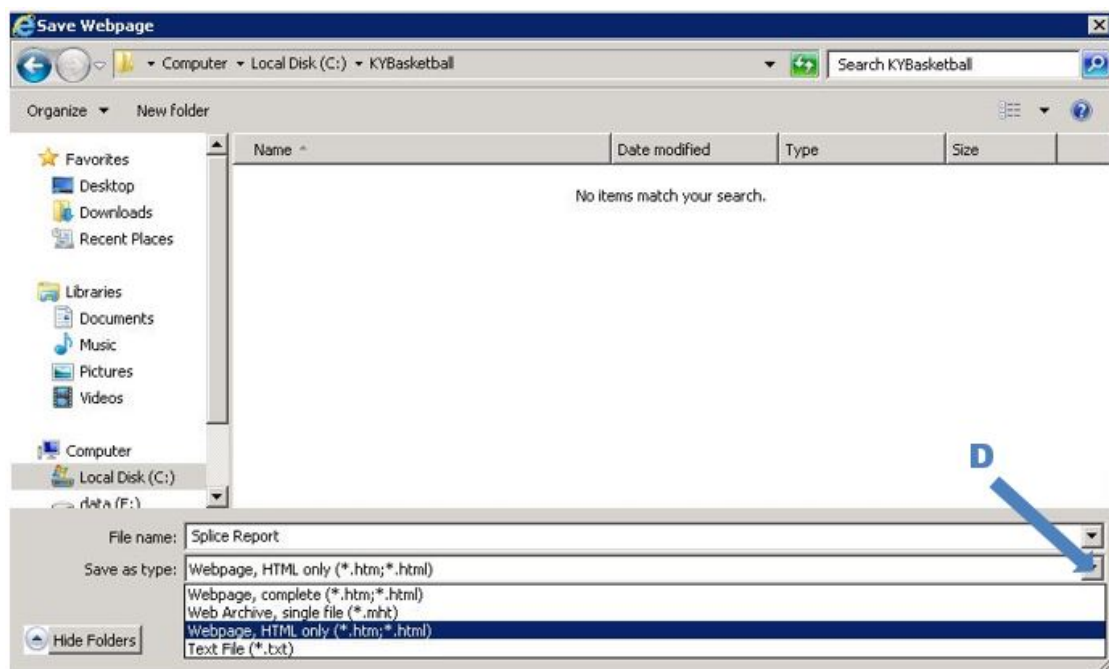 Save Webpage
Computer Local Disk (C:) KYBasketball
Search KYBasketball
Organize New folder
Name Date modified Type Size
No items match your search.
Favorites
Desktop
Downloads
Recent Places
Libraries
Documents
Music
Pictures
Videos
Computer
Local Disk (C:)
data (E:)
D
File name: Splice Report
Save as type: Webpage, HTML only (*.htm;*.html)
Webpage, complete (*.htm;*.html)
Web Archive, single file (*.mht)
Webpage, HTML only (*.htm;*.html)
Text File (*.txt)
Hide Folders